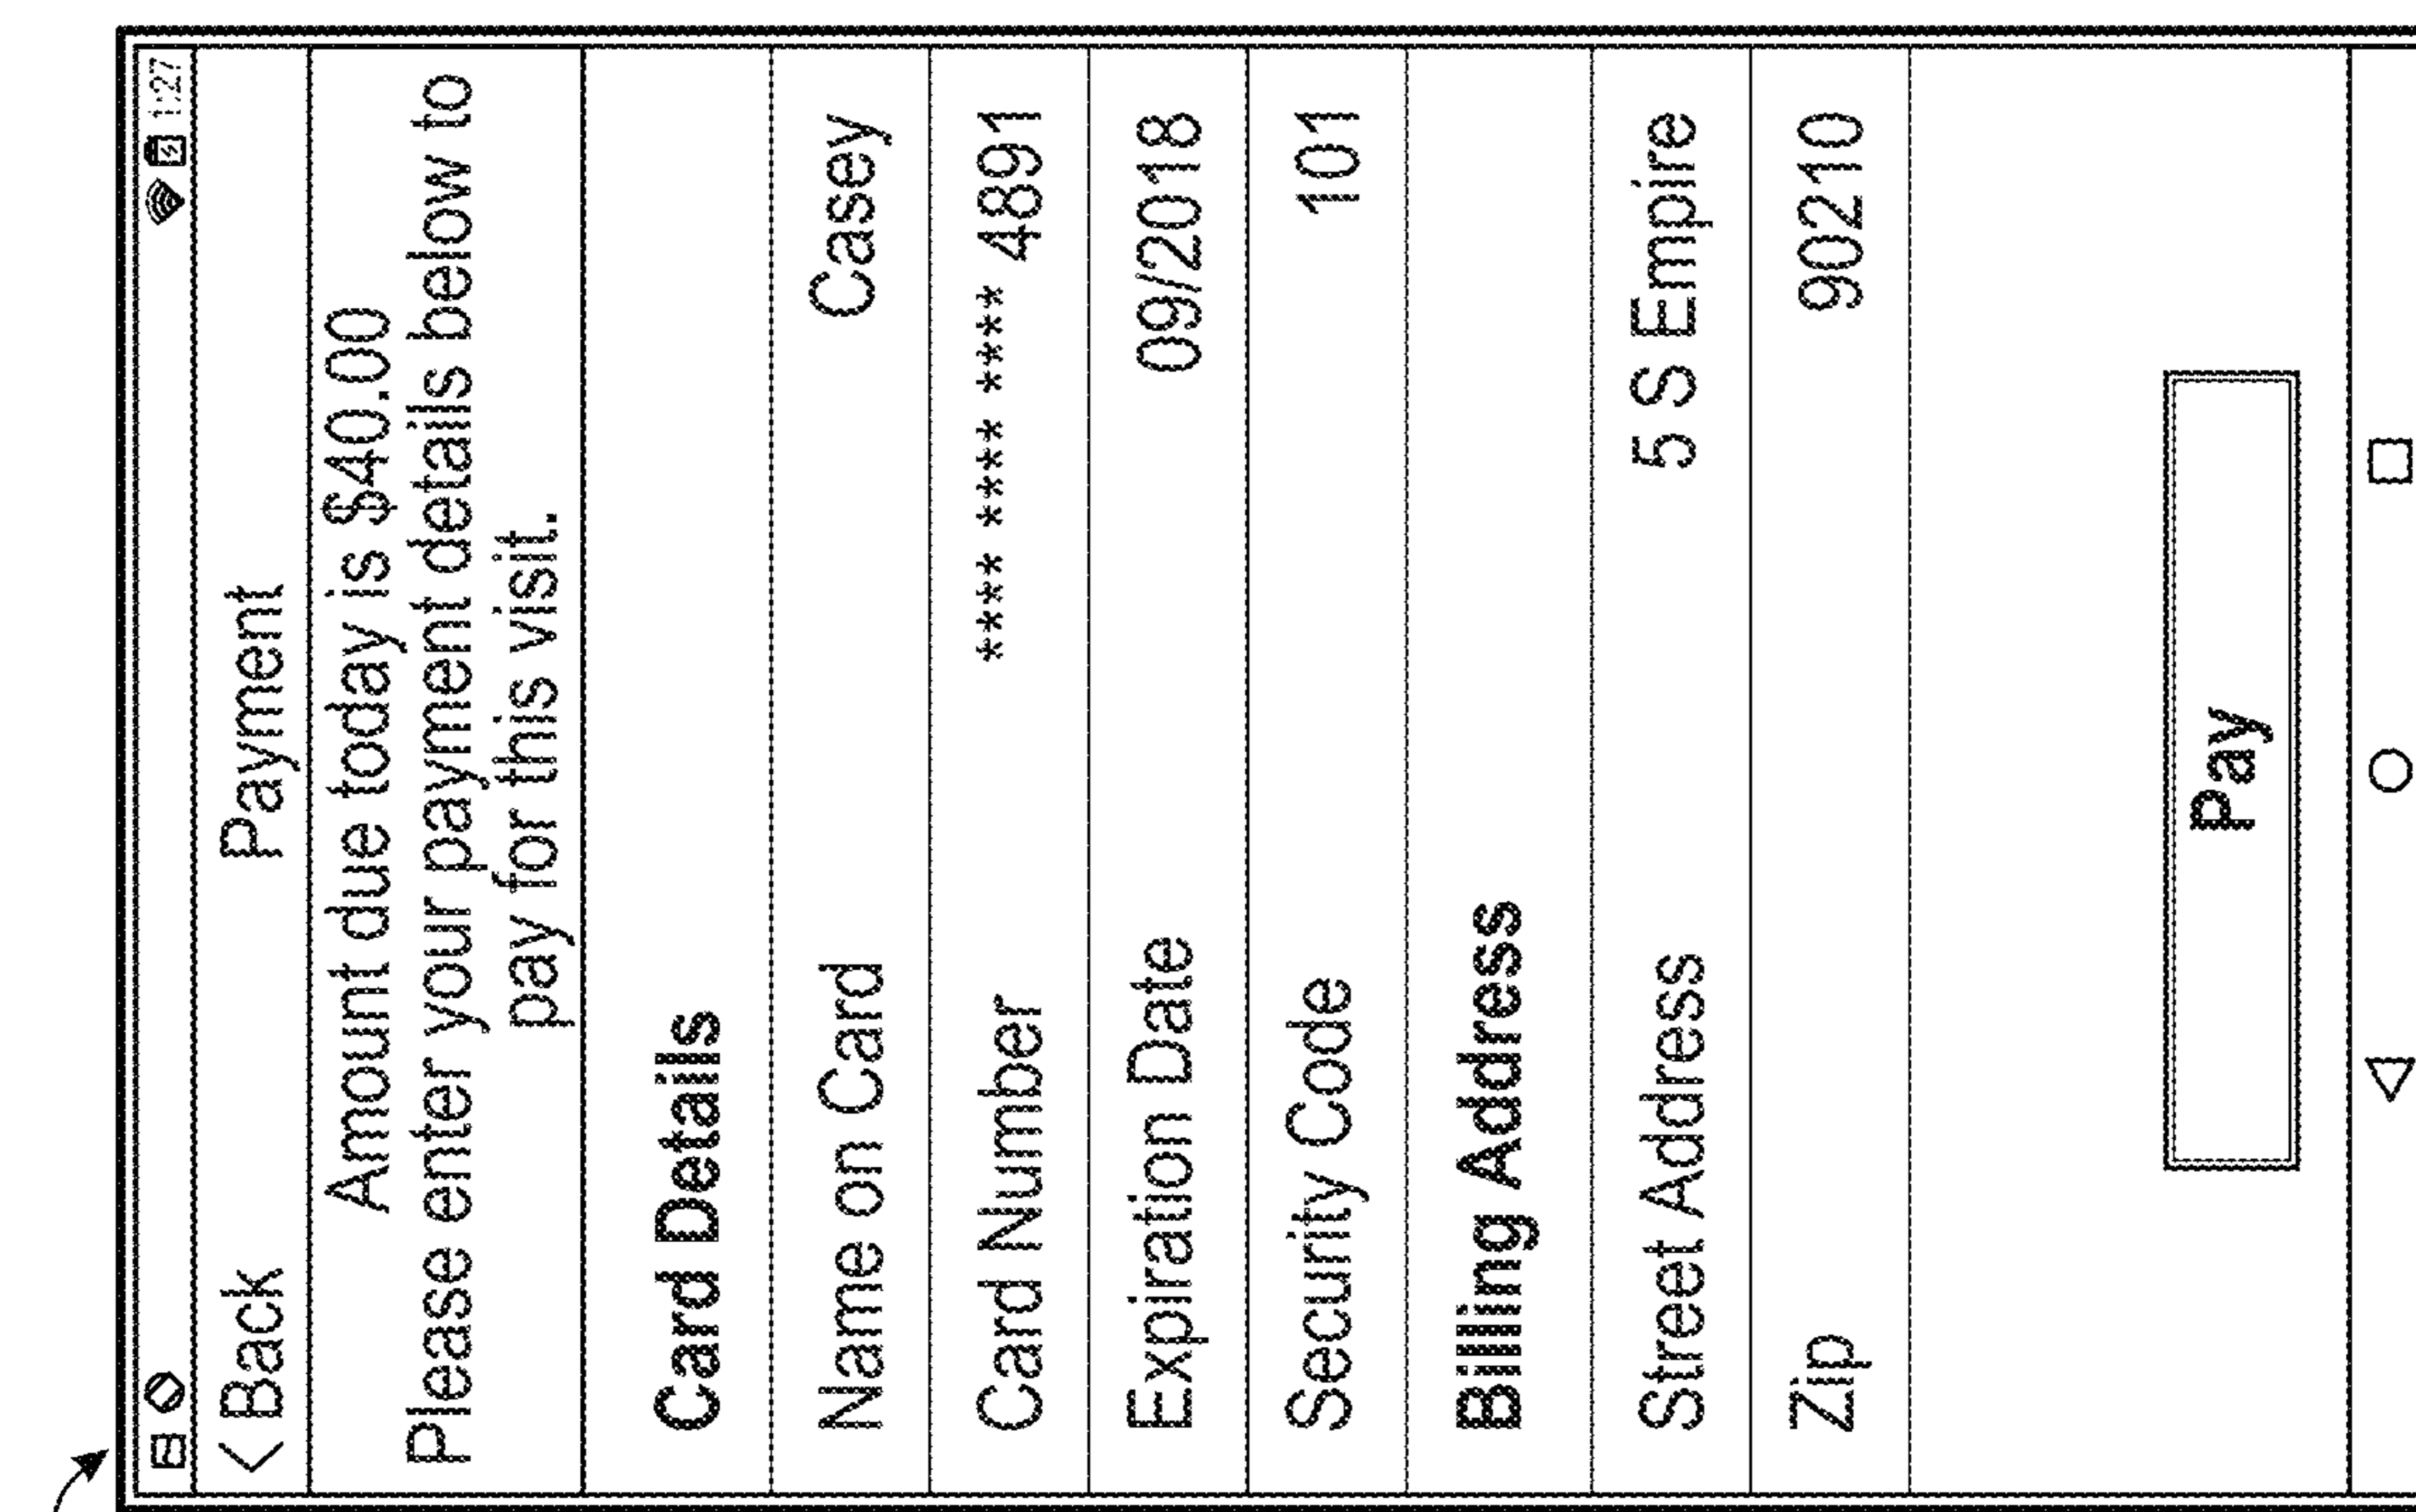 1:27
< Back Payment
Amount due today is $40.00
Please enter your payment details below to
pay for this visit.
Card Details
Name on Card Casey
Card Number **** **** **** 4891
Expiration Date 09/2018
Security Code 101
Billing Address
Street Address 5 S Empire
Zip 90210
Pay